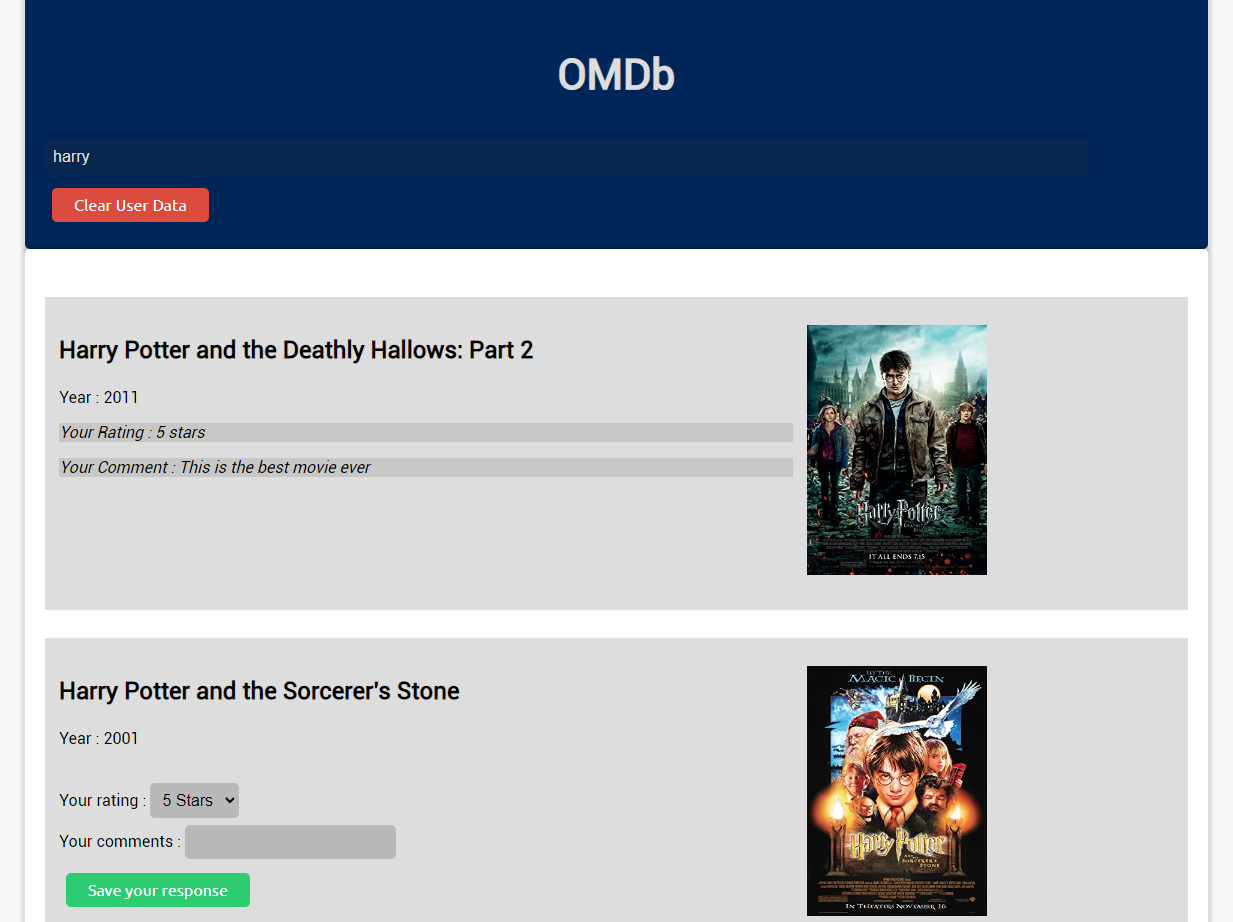 OMDb
harry
Clear User Data
Harry Potter and the Deathly Hallows: Part 2
Year : 2011
Your Rating : 5 stars
Your Comment : This is the best movie ever
Harry Potter
IT ALL ENDS 7.15
Harry Potter and the Sorcerer's Stone
Year : 2001
Your rating : 5 Stars
Your comments :
Save your response
LET THE
MAGIC BEGIN
Harry Potter
AND THE
SORCERER'S STONE
IN THEATERS NOVEMBER 16